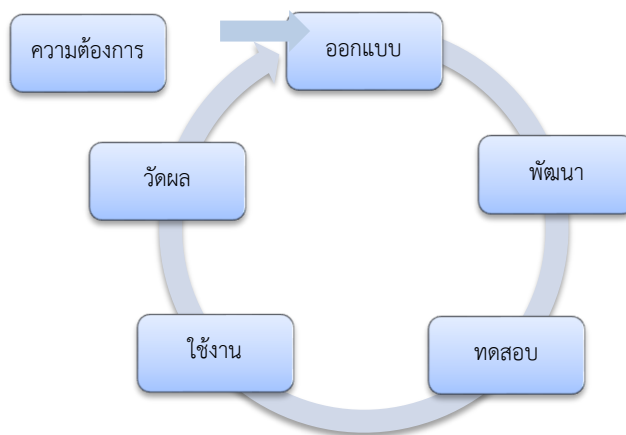 ความต้องการ
ออกแบบ
พัฒนา
ทดสอบ
ใช้งาน
วัดผล